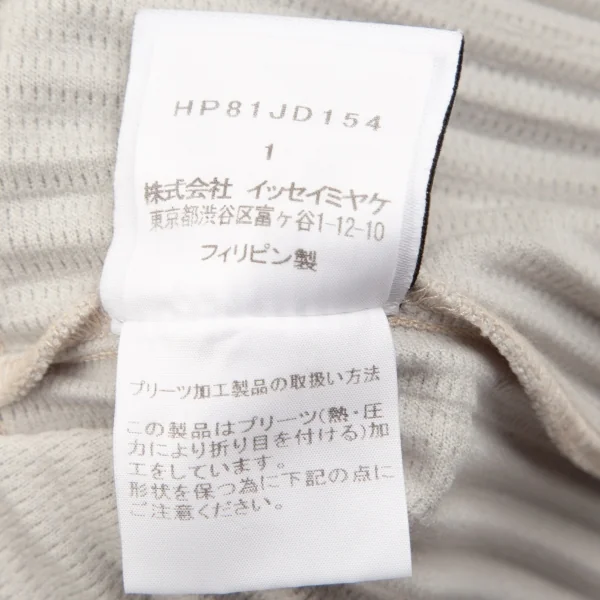 HP81JD154
1
株式会社 イッセイミヤケ
東京都渋谷区富ヶ谷1-12-10
フィリピン製
プリーツ加工製品の取扱い方法
この製品はプリーツ(熱・圧
力により折り目を付ける)加
工をしています。
形状を保つ為に下記の点に
ご注意ください。